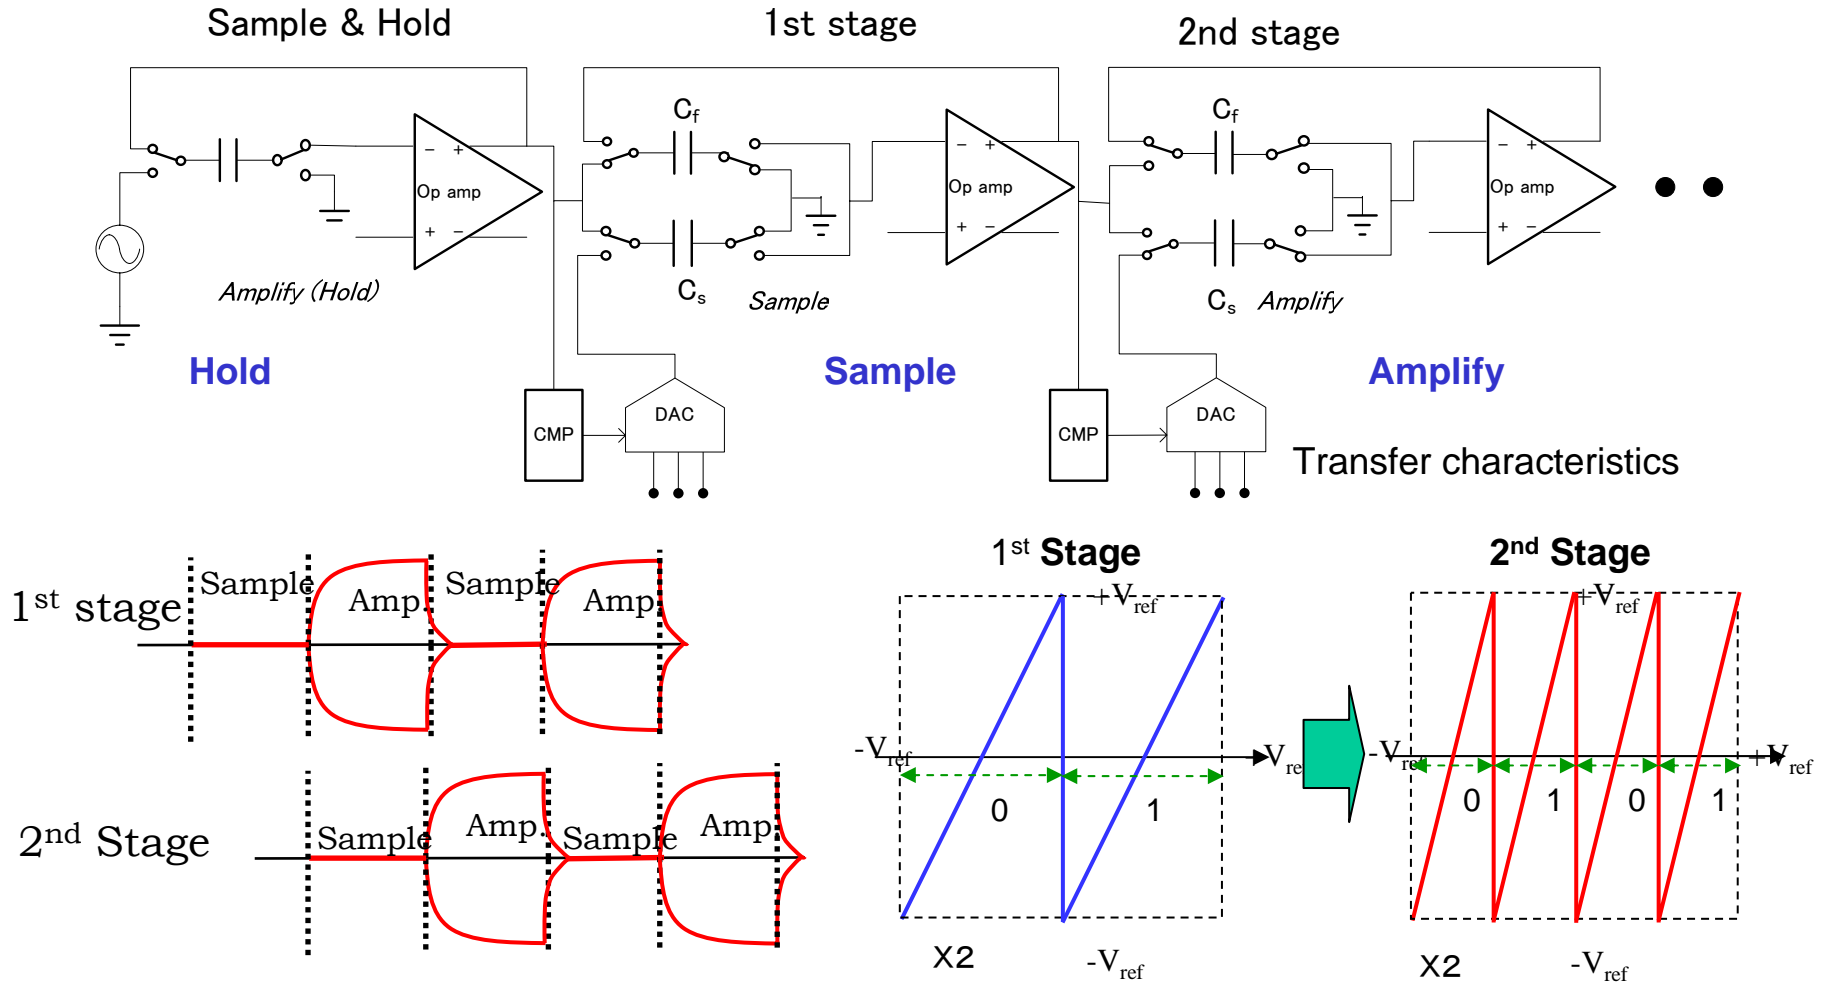 Sample & Hold
1st stage
2nd stage
Cf
Cf
− +
Op amp
+ −
− +
Op amp
+ −
− +
Op amp
+ −
Amplify (Hold)
Cs
Sample
Cs
Amplify
Hold
Sample
Amplify
CMP
DAC
CMP
DAC
Transfer characteristics
1st stage
Sample
Amp.
Sample
Amp.
2nd Stage
Sample
Amp.
Sample
Amp.
1st Stage
+Vref
-Vref
Vref
0
1
X2
-Vref
2nd Stage
+Vref
-Vref
+Vref
0
1
0
1
X2
-Vref